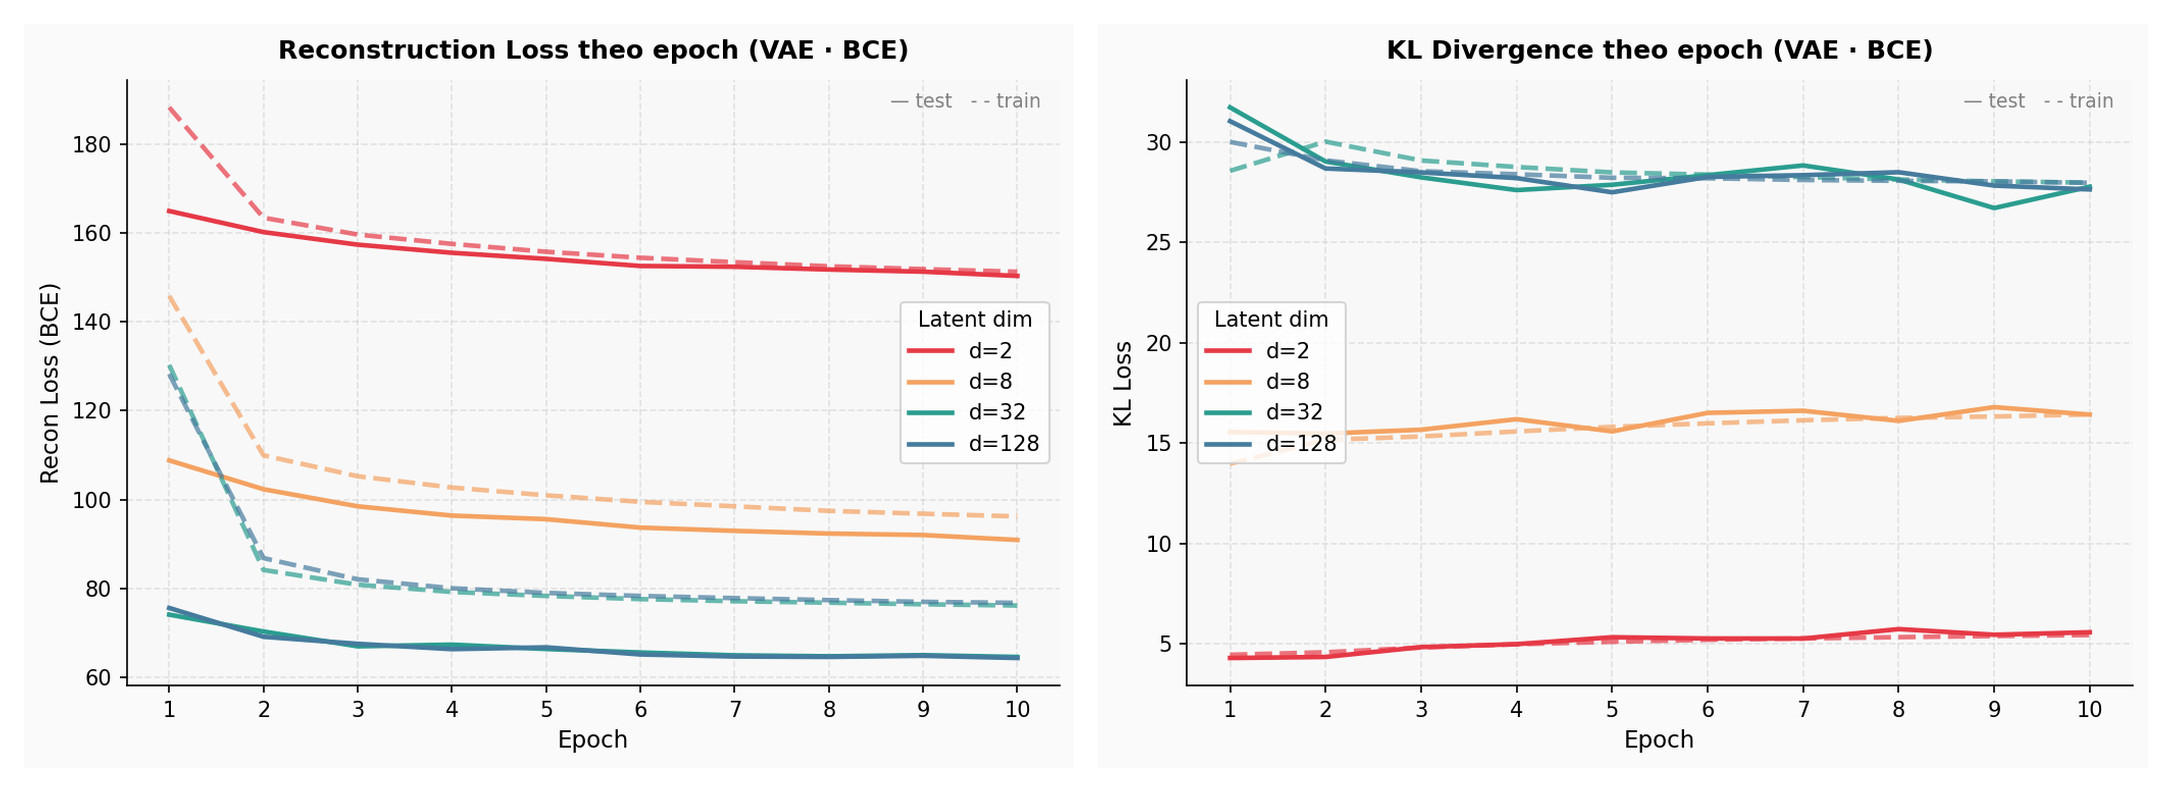 Reconstruction Loss theo epoch (VAE · BCE)
— test - - train
180
160
140
120
100
80
60
Recon Loss (BCE)
Latent dim
d=2
d=8
d=32
d=128
1 2 3 4 5 6 7 8 9 10
Epoch
KL Divergence theo epoch (VAE · BCE)
— test - - train
30
25
20
15
10
5
KL Loss
Latent dim
d=2
d=8
d=32
d=128
1 2 3 4 5 6 7 8 9 10
Epoch